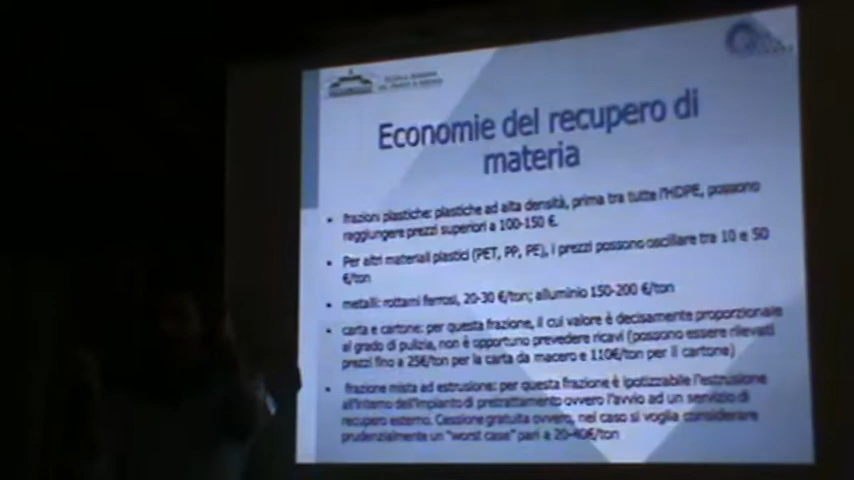 Economie del recupero di
materia
• frazioni plastiche: plastiche ad alta densità, prima tra tutte l'HDPE, possono
raggiungere prezzi superiori a 100-150 €.
• Per altri materiali plastici (PET, PP, PE), i prezzi possono oscillare tra 10 e 50
€/ton
• metalli: rottami ferrosi, 20-30 €/ton; alluminio 150-200 €/ton
• carta e cartone: per questa frazione, il cui valore è decisamente proporzionale
al grado di pulizia, non è opportuno prevedere ricavi (possono essere rilevati
prezzi fino a 25€/ton per la carta da macero e 110€/ton per il cartone)
• frazione mista ad estrusione: per questa frazione è ipotizzabile l'estrusione
all'interno dell'impianto di pretrattamento ovvero l'avvio ad un servizio di
recupero esterno. Cessione gratuita ovvero, nel caso si voglia considerare
prudenzialmente un "worst case" pari a 20-40€/ton